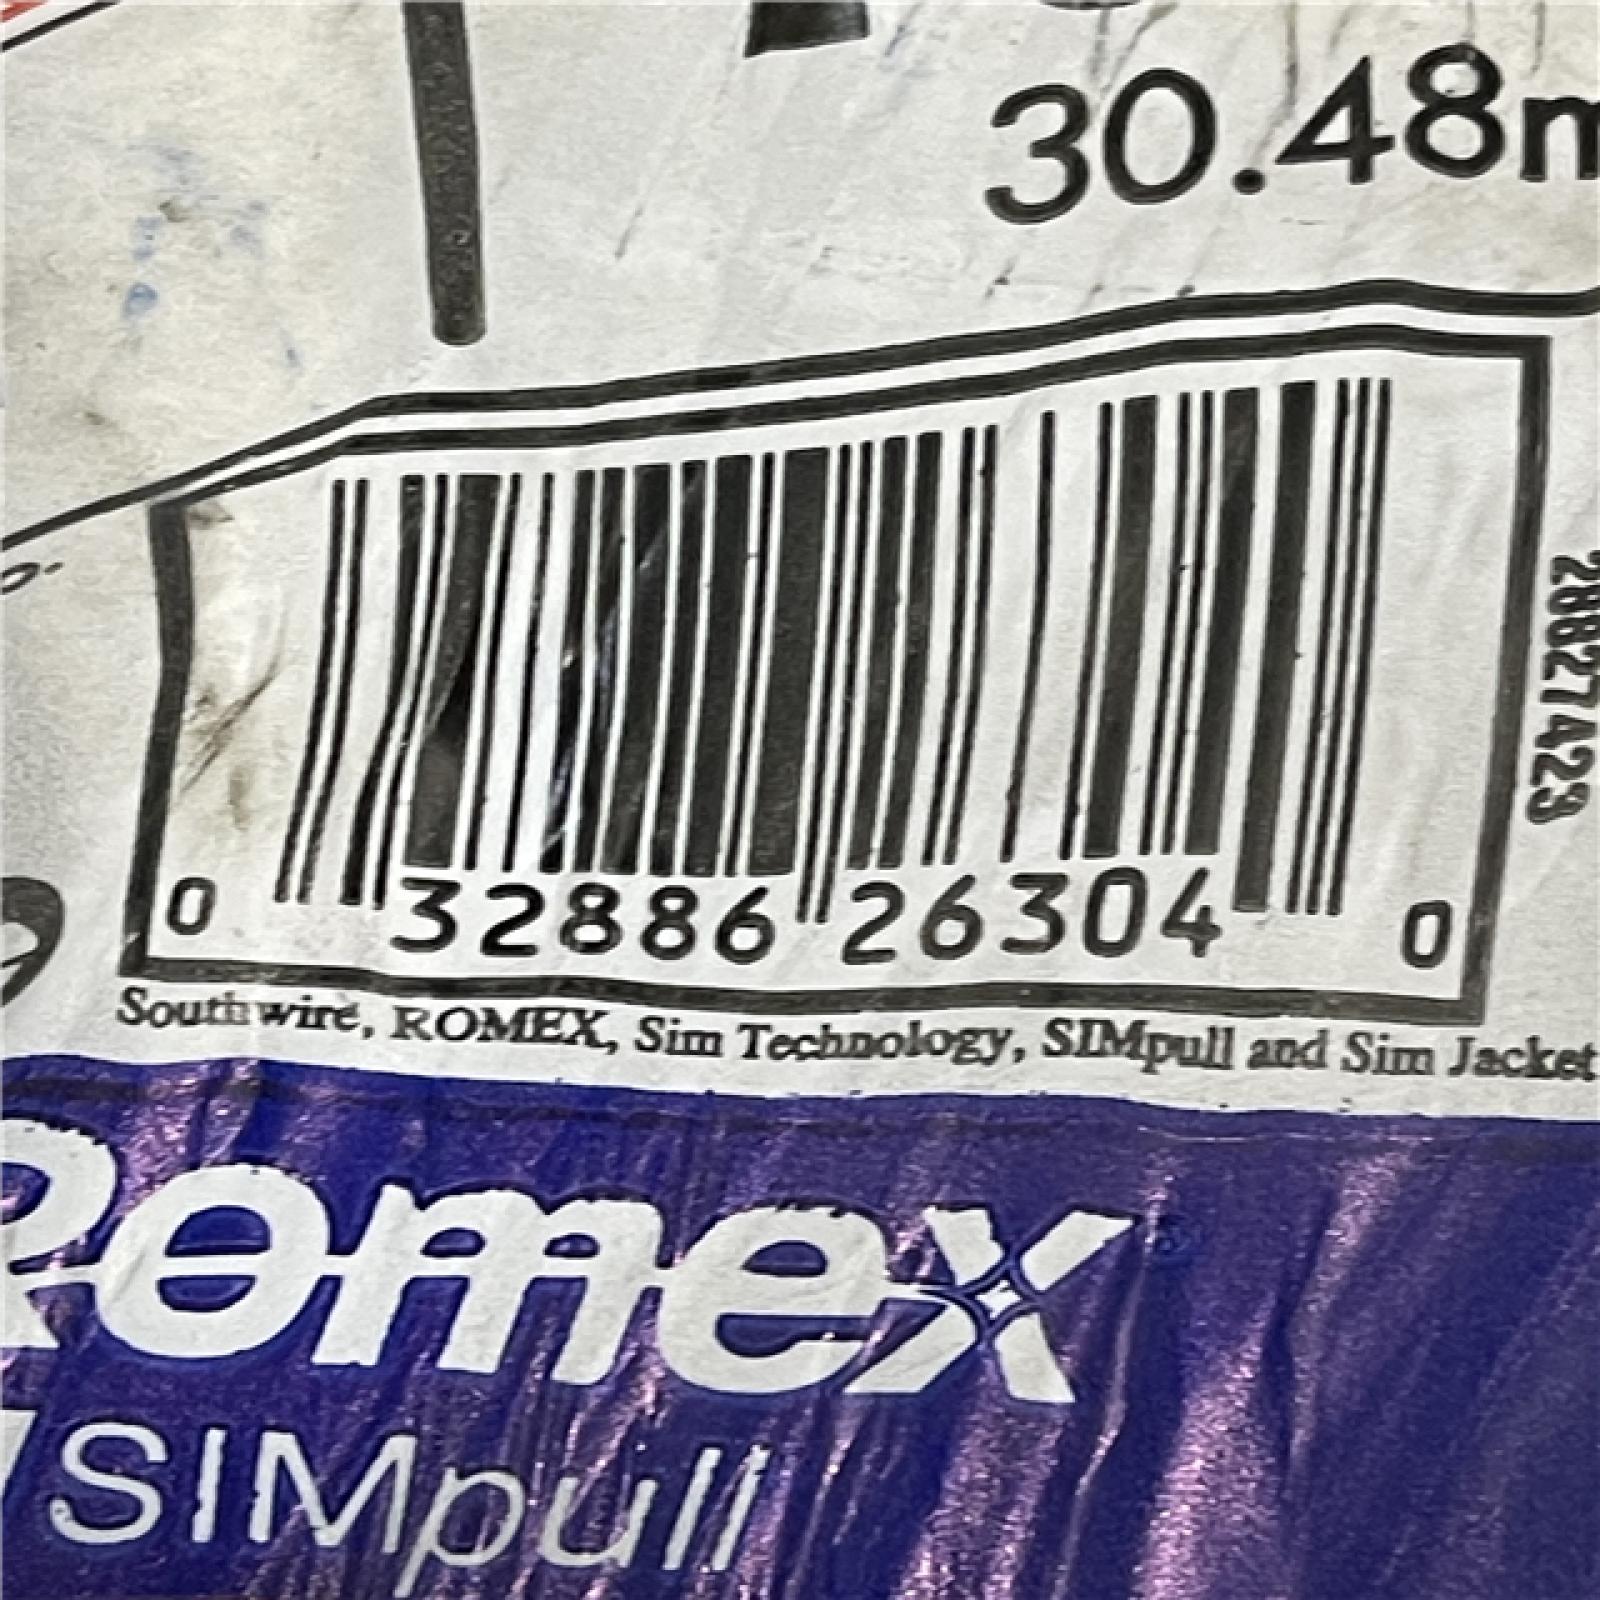 30.48m
28827423
0 32886 26304 0
Southwire, ROMEX, Sim Technology, SIMpull and Sim Jacket
Romex
SIMpull